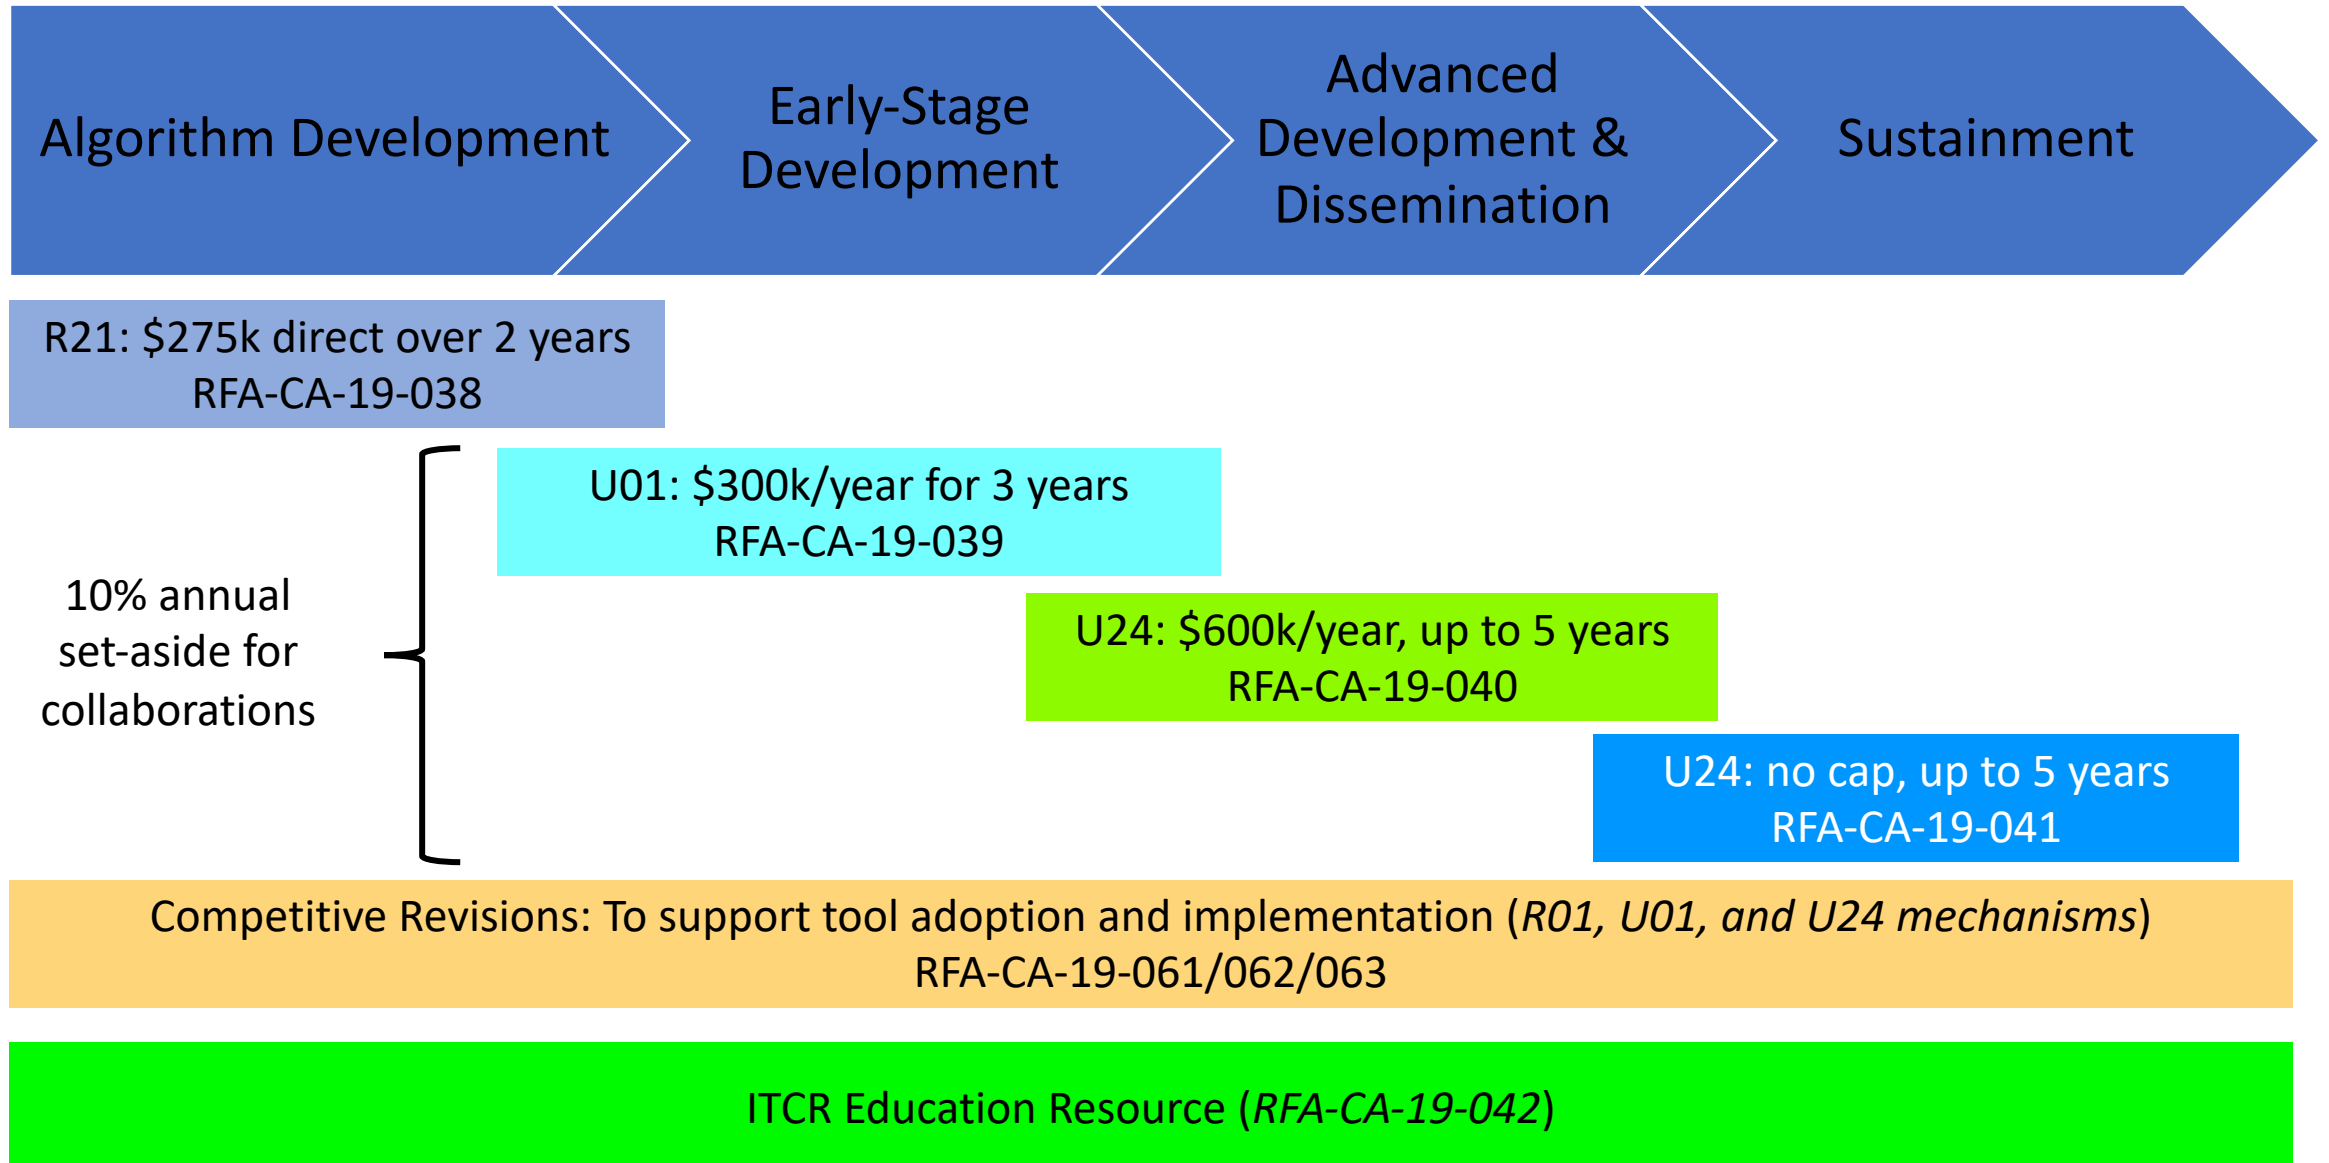 Algorithm Development
Early-Stage
Development
Advanced
Development &
Dissemination
Sustainment
R21: $275k direct over 2 years
RFA-CA-19-038
U01: $300k/year for 3 years
RFA-CA-19-039
10% annual
set-aside for
collaborations
U24: $600k/year, up to 5 years
RFA-CA-19-040
U24: no cap, up to 5 years
RFA-CA-19-041
Competitive Revisions: To support tool adoption and implementation (R01, U01, and U24 mechanisms)
RFA-CA-19-061/062/063
ITCR Education Resource (RFA-CA-19-042)